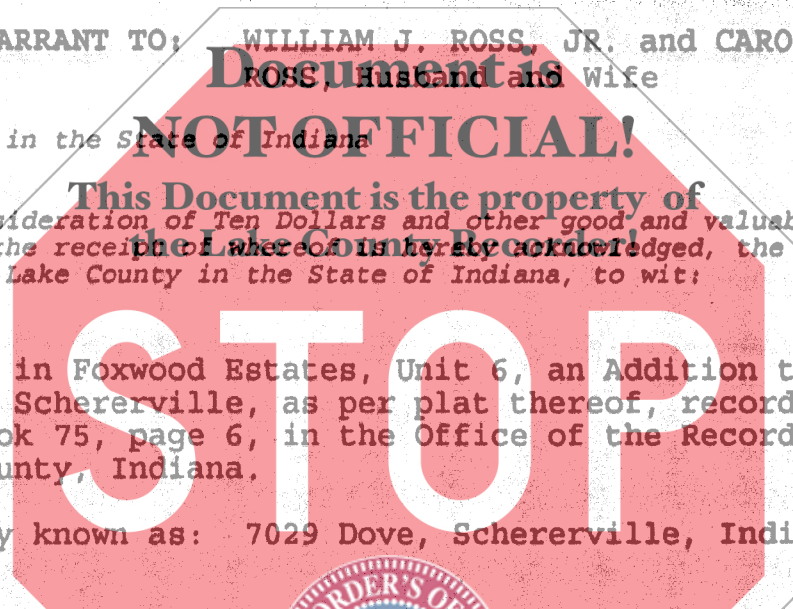 ARRANT TO: WILLIAM J. ROSS, JR. and CARO
Document is
ROSS, Husband and Wife
NOT OFFICIAL!
in the State of Indiana
This Document is the property of
sideration of Ten Dollars and other good and valuab
the Lake County Recorder!
the receipt of whereof is hereby acknowledged, the
Lake County in the State of Indiana, to wit:
STOP
in Foxwood Estates, Unit 6, an Addition t
Schererville, as per plat thereof, record
ok 75, page 6, in the Office of the Record
unty, Indiana.
y known as: 7029 Dove, Schererville, Indi
ORDER'S O